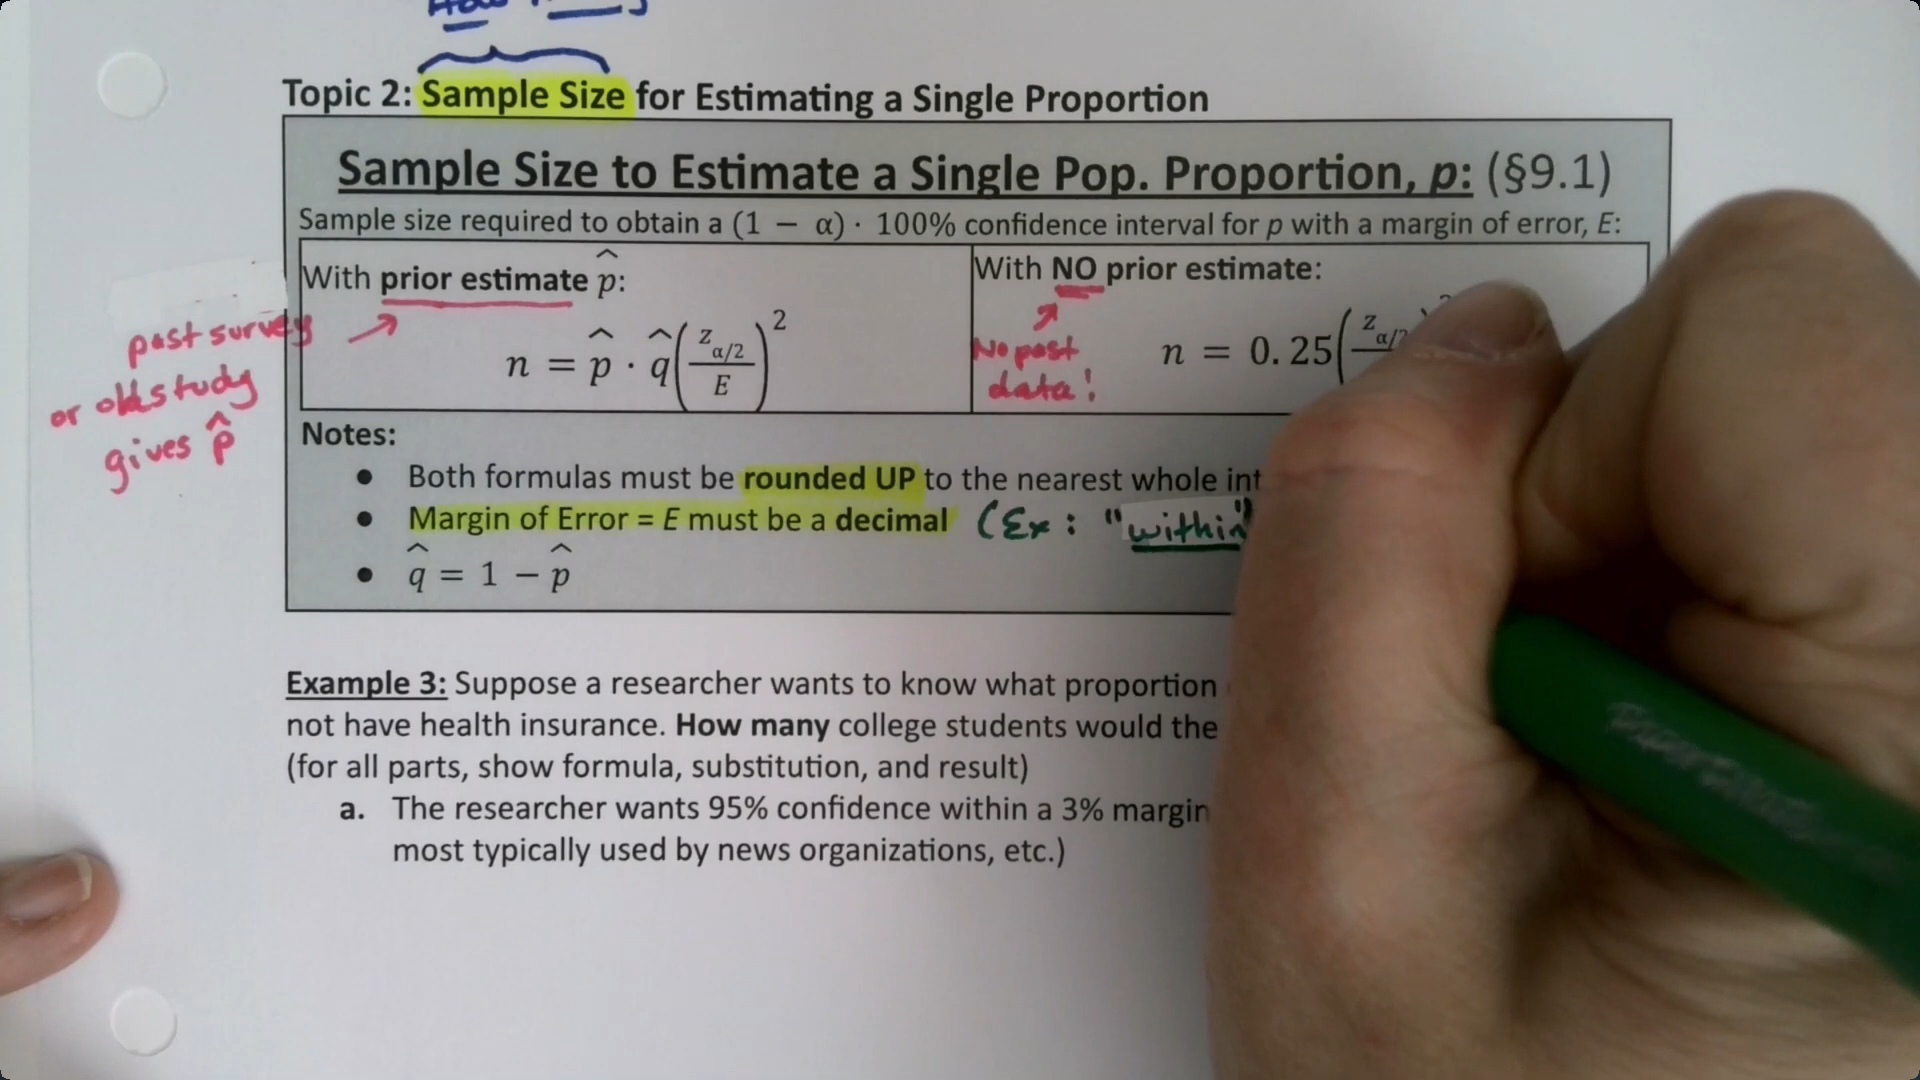 How
Topic 2: Sample Size for Estimating a Single Proportion
Sample Size to Estimate a Single Pop. Proportion, p: (§9.1)
Sample size required to obtain a (1 − α) · 100% confidence interval for p with a margin of error, E:
With prior estimate p̂:
n = p̂ · q̂(z α/2 / E)²
With NO prior estimate:
No past
data!
n = 0.25(z α/2
past survey
or old study
gives p̂
Notes:
● Both formulas must be rounded UP to the nearest whole int
● Margin of Error = E must be a decimal (Ex: "within"
● q̂ = 1 − p̂
Example 3: Suppose a researcher wants to know what proportion
not have health insurance. How many college students would the
(for all parts, show formula, substitution, and result)
a. The researcher wants 95% confidence within a 3% margin
most typically used by news organizations, etc.)